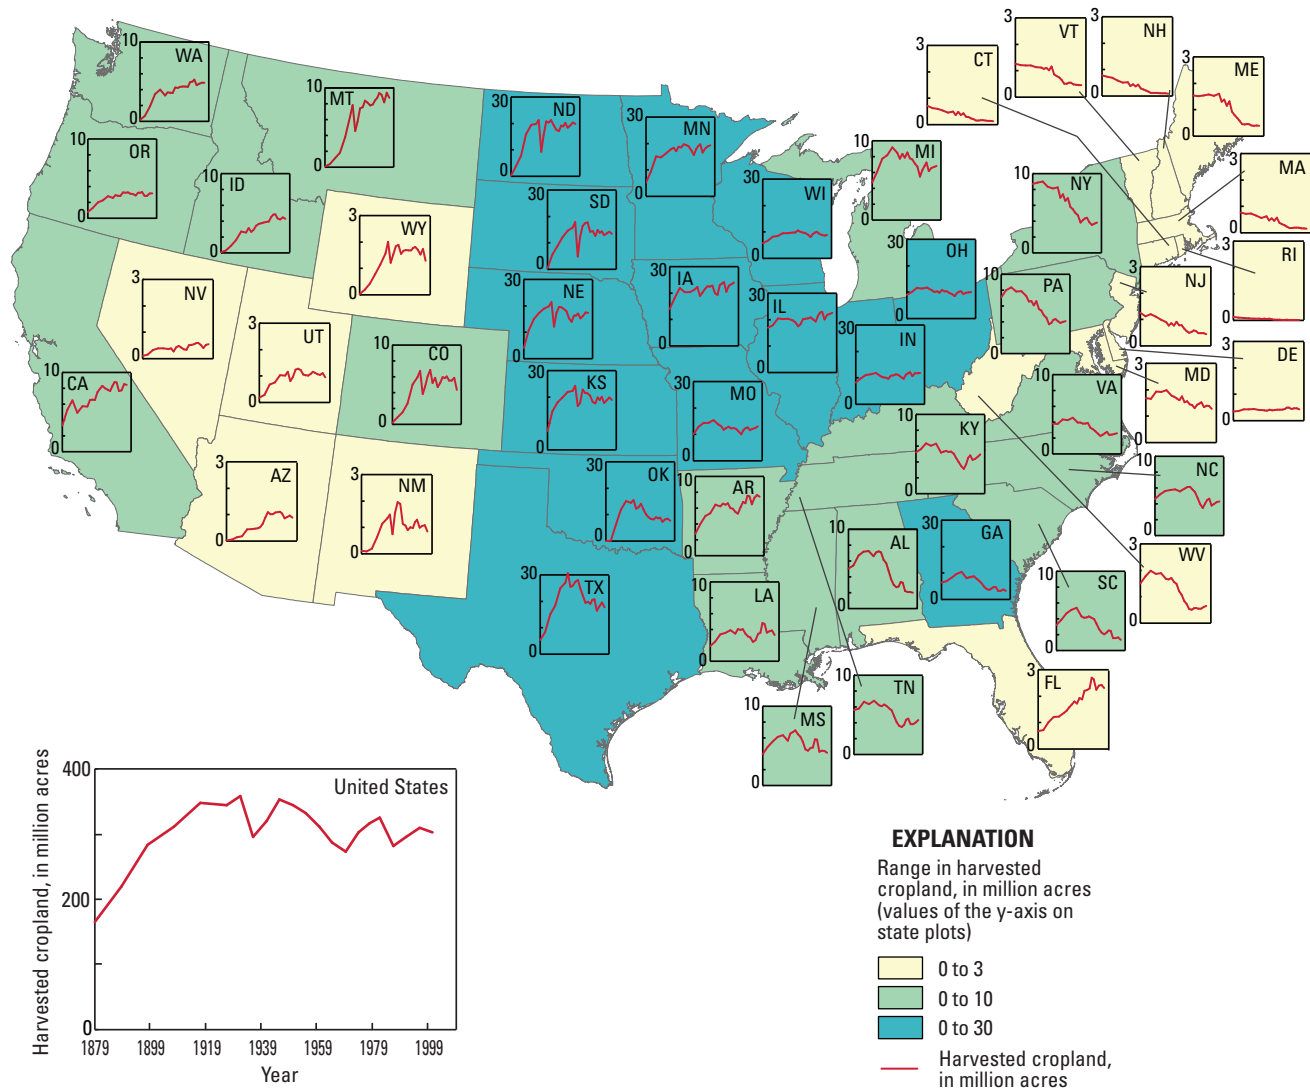 3
VT
0
3
NH
0
3
CT
0
3
ME
0
10
WA
0
10
MT
0
30
ND
0
30
MN
0
10
OR
0
10
ID
0
10
MI
0
3
MA
0
30
WI
0
10
NY
0
30
SD
0
3
WY
0
30
OH
0
3
RI
0
3
NV
0
30
NE
0
30
IA
0
30
IL
0
10
PA
0
3
NJ
0
3
UT
0
30
IN
0
3
DE
0
10
CO
0
10
CA
0
30
KS
0
30
MO
0
3
MD
0
10
VA
0
10
KY
0
3
AZ
0
3
NM
0
30
OK
0
10
AR
0
10
NC
0
10
AL
0
30
GA
0
3
WV
0
30
TX
0
10
LA
0
10
SC
0
3
FL
0
10
TN
0
10
MS
0
United States
Harvested cropland, in million acres
400
200
0
1879
1899
1919
1939
1959
1979
1999
Year
EXPLANATION
Range in harvested
cropland, in million acres
(values of the y-axis on
state plots)
0 to 3
0 to 10
0 to 30
Harvested cropland,
in million acres